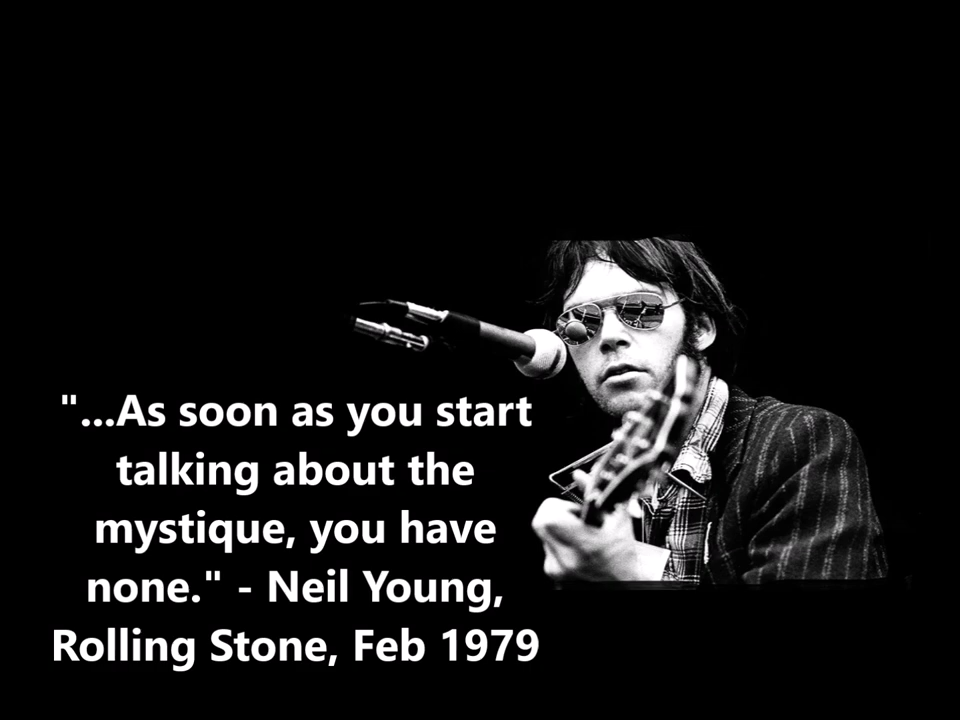 "...As soon as you start
talking about the
mystique, you have
none." - Neil Young,
Rolling Stone, Feb 1979